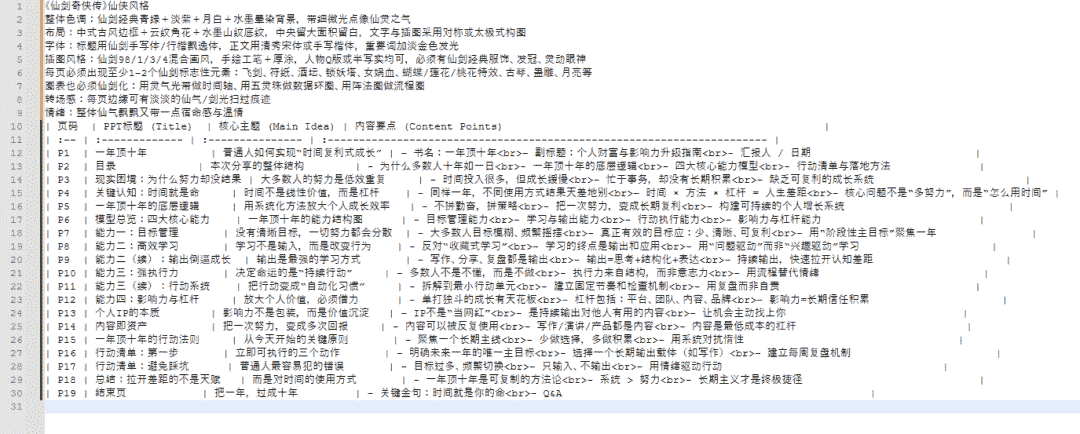 1 《仙剑奇侠传》仙侠风格
2 整体色调：仙剑经典青绿＋淡紫＋月白＋水墨晕染背景，带细微光点像仙灵之气
3 布局：中式古风边框＋云纹角花＋水墨山纹底纹，中央留大面积留白，文字与插图采用对称或太极式构图
4 字体：标题用仙剑手写体/行楷飘逸体，正文用清秀宋体或手写楷体，重要词加淡金色发光
5 插图风格：仙剑98/1/3/4混合画风，手绘工笔＋厚涂，人物Q版或半写实均可，必须有仙剑经典服饰、发冠、灵动眼神
6 每页必须出现至少1-2个仙剑标志性元素：飞剑、符纸、酒坛、锁妖塔、女娲血、蝴蝶/莲花/桃花特效、古琴、蛊雕、月亮等
7 图表也必须仙剑化：用灵气光带做时间轴、用五灵珠做数据环图、用阵法图做流程图
8 转场感：每页边缘可有淡淡的仙气/剑光扫过痕迹
9 情绪：整体仙气飘飘又带一点宿命感与温情
10 | 页码 | PPT标题 (Title) | 核心主题 (Main Idea) | 内容要点 (Content Points) |
11 | :-- | :------------- | :---------------- | :----------------------------------------------------------------------- |
12 | P1 | 一年顶十年 | 普通人如何实现“时间复利式成长” | - 书名：一年顶十年<br>- 副标题：个人财富与影响力升级指南<br>- 汇报人 / 日期 |
13 | P2 | 目录 | 本次分享的整体结构 | - 为什么多数人十年如一日<br>- 一年顶十年的底层逻辑<br>- 四大核心能力模型<br>- 行动清单与落地方法 |
14 | P3 | 现实困境：为什么努力却没结果 | 大多数人的努力是低效重复 | - 时间投入很多，但成长缓慢<br>- 忙于事务，却没有长期积累<br>- 缺乏可复利的成长系统 |
15 | P4 | 关键认知：时间就是命 | 时间不是线性价值，而是杠杆 | - 同样一年，不同使用方式结果天差地别<br>- 时间 × 方法 × 杠杆 = 人生差距<br>- 核心问题不是“多努力”，而是“怎么用时间” |
16 | P5 | 一年顶十年的底层逻辑 | 用系统化方法放大个人成长效率 | - 不拼勤奋，拼策略<br>- 把一次努力，变成长期复利<br>- 构建可持续的个人增长系统 |
17 | P6 | 模型总览：四大核心能力 | 一年顶十年的能力结构图 | - 目标管理能力<br>- 学习与输出能力<br>- 行动执行能力<br>- 影响力与杠杆能力 |
18 | P7 | 能力一：目标管理 | 没有清晰目标，一切努力都会分散 | - 大多数人目标模糊、频繁摇摆<br>- 真正有效的目标应：少、清晰、可复利<br>- 用“阶段性主目标”聚焦一年 |
19 | P8 | 能力二：高效学习 | 学习不是输入，而是改变行为 | - 反对“收藏式学习”<br>- 学习的终点是输出和应用<br>- 用“问题驱动”而非“兴趣驱动”学习 |
20 | P9 | 能力二（续）：输出倒逼成长 | 输出是最强的学习方式 | - 写作、分享、复盘都是输出<br>- 输出=思考+结构化+表达<br>- 持续输出，快速拉开认知差距 |
21 | P10 | 能力三：强执行力 | 决定命运的是“持续行动” | - 多数人不是不懂，而是不做<br>- 执行力来自结构，而非意志力<br>- 用流程替代情绪 |
22 | P11 | 能力三（续）：行动系统 | 把行动变成“自动化习惯” | - 拆解到最小行动单元<br>- 建立固定节奏和检查机制<br>- 用复盘而非自责 |
23 | P12 | 能力四：影响力与杠杆 | 放大个人价值，必须借力 | - 单打独斗的成长有天花板<br>- 杠杆包括：平台、团队、内容、品牌<br>- 影响力=长期信任积累 |
24 | P13 | 个人IP的本质 | 影响力不是包装，而是价值沉淀 | - IP不是“当网红”<br>- 是持续输出对他人有用的内容<br>- 让机会主动找上你 |
25 | P14 | 内容即资产 | 把一次努力，变成多次回报 | - 内容可以被反复使用<br>- 写作/演讲/产品都是内容<br>- 内容是最低成本的杠杆 |
26 | P15 | 一年顶十年的行动法则 | 从今天开始的关键原则 | - 聚焦一个长期主线<br>- 少做选择，多做积累<br>- 用系统对抗惰性 |
27 | P16 | 行动清单：第一步 | 立即可执行的三个动作 | - 明确未来一年的唯一主目标<br>- 选择一个长期输出载体（如写作）<br>- 建立每周复盘机制 |
28 | P17 | 行动清单：避免踩坑 | 普通人最容易犯的错误 | - 目标过多、频繁切换<br>- 只输入、不输出<br>- 用情绪驱动行动 |
29 | P18 | 总结：拉开差距的不是天赋 | 而是对时间的使用方式 | - 一年顶十年是可复制的方法论<br>- 系统 > 努力<br>- 长期主义才是终极捷径 |
30 | P19 | 结束页 | 把一年，过成十年 | - 关键金句：时间就是你的命<br>- Q&A |
31